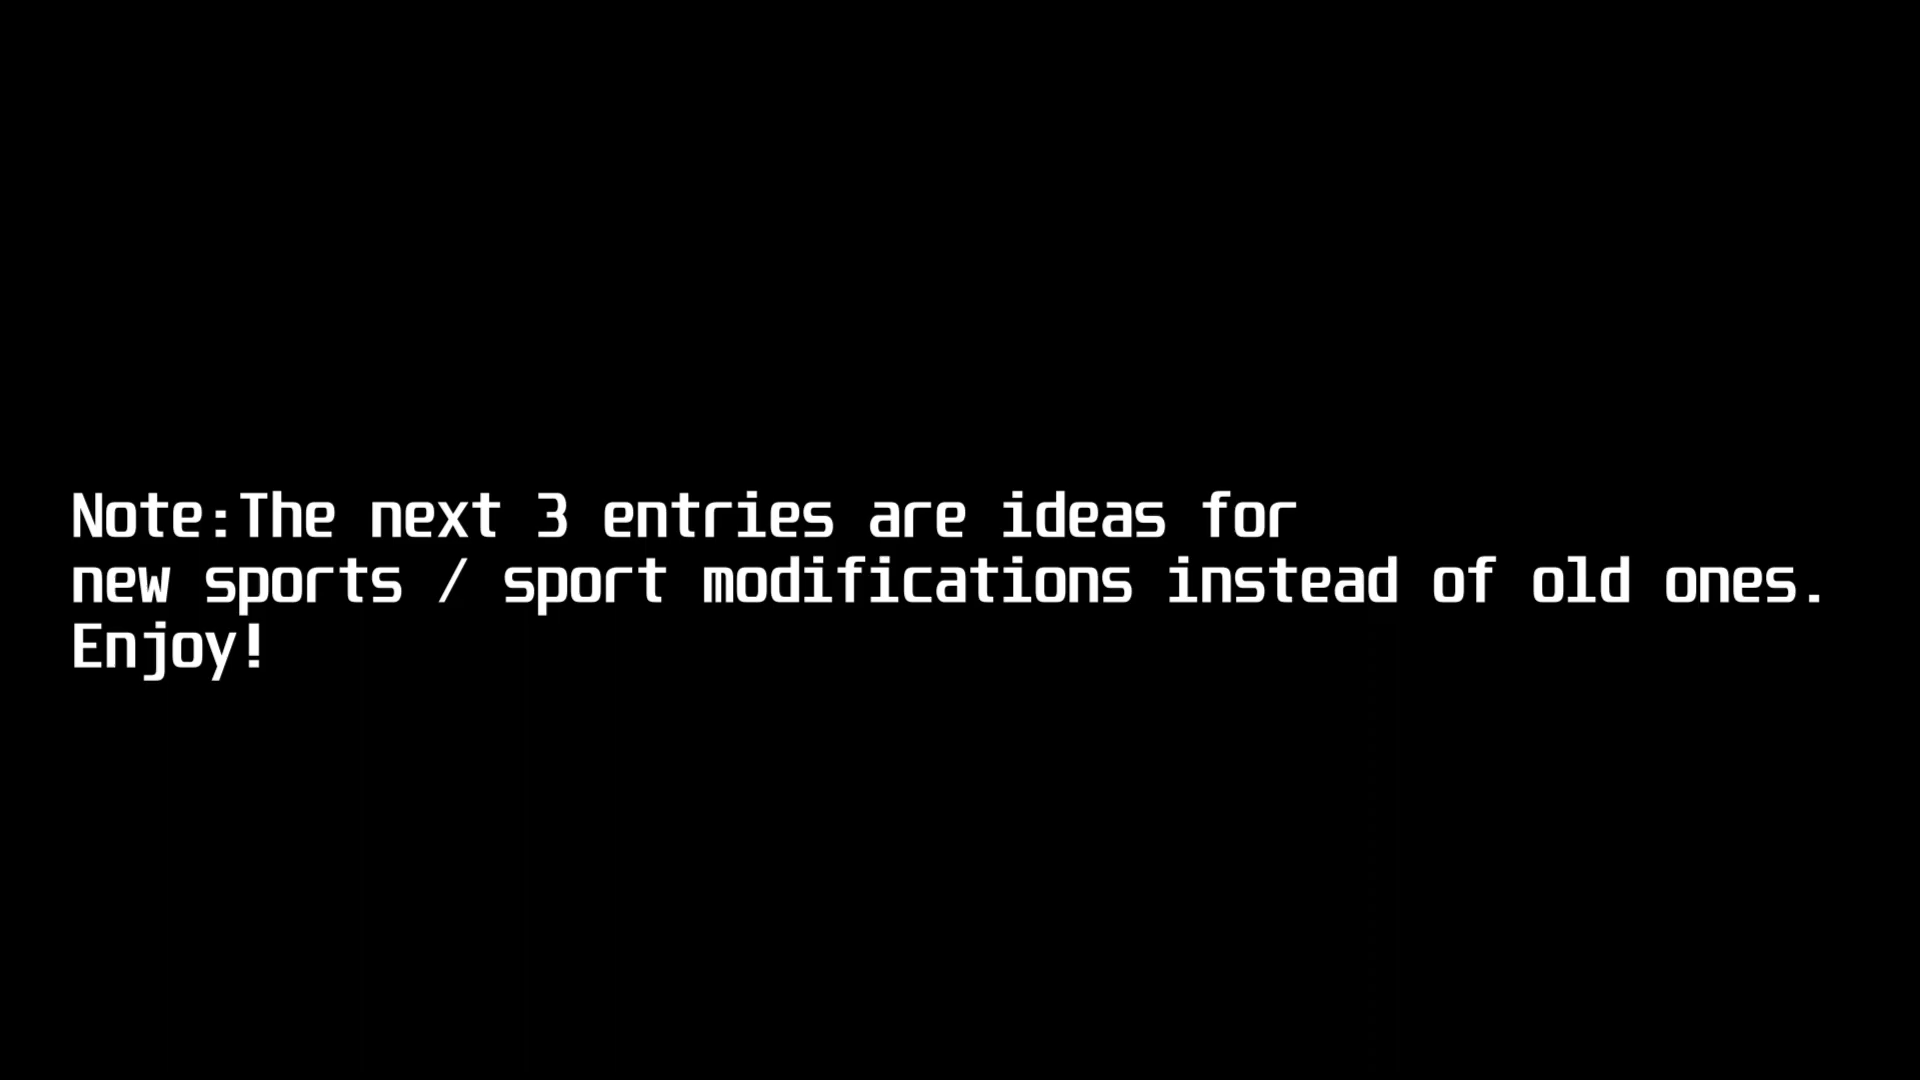 Note:The next 3 entries are ideas for
new sports / sport modifications instead of old ones.
Enjoy!